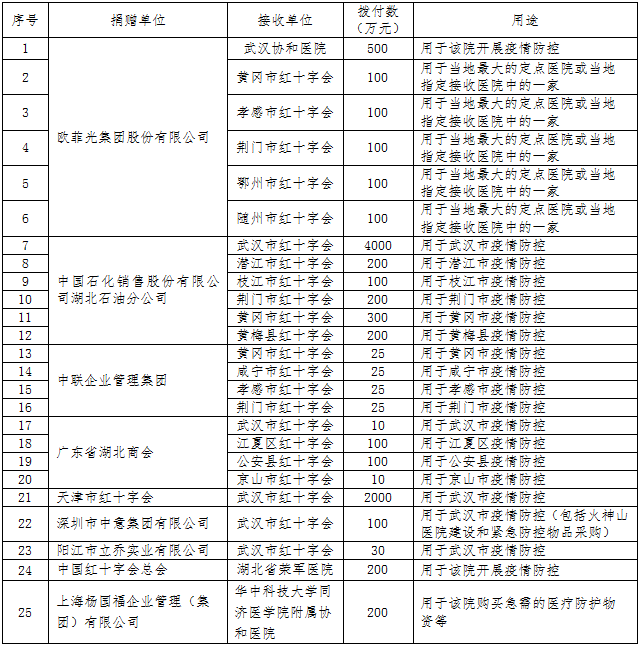 序号 捐赠单位 接收单位 拨付数（万元） 用途
1 欧菲光集团股份有限公司 武汉协和医院 500 用于该院开展疫情防控
2 黄冈市红十字会 100 用于当地最大的定点医院或当地指定接收医院中的一家
3 孝感市红十字会 100 用于当地最大的定点医院或当地指定接收医院中的一家
4 荆门市红十字会 100 用于当地最大的定点医院或当地指定接收医院中的一家
5 鄂州市红十字会 100 用于当地最大的定点医院或当地指定接收医院中的一家
6 随州市红十字会 100 用于当地最大的定点医院或当地指定接收医院中的一家
7 中国石化销售股份有限公司湖北石油分公司 武汉市红十字会 4000 用于武汉市疫情防控
8 潜江市红十字会 200 用于潜江市疫情防控
9 枝江市红十字会 100 用于枝江市疫情防控
10 荆门市红十字会 200 用于荆门市疫情防控
11 黄冈市红十字会 300 用于黄冈市疫情防控
12 黄梅县红十字会 200 用于黄梅县疫情防控
13 中联企业管理集团 黄冈市红十字会 25 用于黄冈市疫情防控
14 咸宁市红十字会 25 用于咸宁市疫情防控
15 孝感市红十字会 25 用于孝感市疫情防控
16 荆门市红十字会 25 用于荆门市疫情防控
17 广东省湖北商会 武汉市红十字会 10 用于武汉市疫情防控
18 江夏区红十字会 100 用于江夏区疫情防控
19 公安县红十字会 100 用于公安县疫情防控
20 京山市红十字会 10 用于京山市疫情防控
21 天津市红十字会 武汉市红十字会 2000 用于武汉市疫情防控
22 深圳市中意集团有限公司 武汉市红十字会 100 用于武汉市疫情防控（包括火神山医院建设和紧急防控物品采购）
23 阳江市立乔实业有限公司 武汉市红十字会 30 用于武汉市疫情防控
24 中国红十字会总会 湖北省荣军医院 200 用于该院开展疫情防控
25 上海杨国福企业管理（集团）有限公司 华中科技大学同济医学院附属协和医院 200 用于该院购买急需的医疗防护物资等